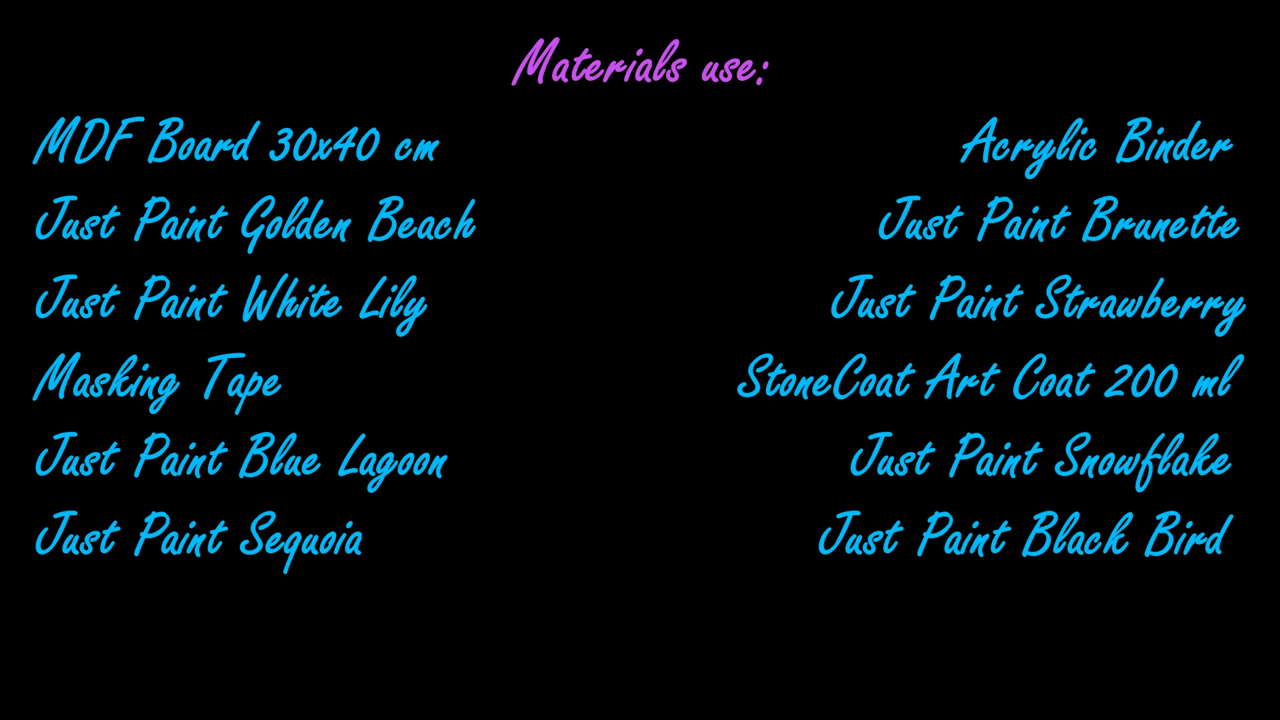 Materials use:
MDF Board 30x40 cm
Just Paint Golden Beach
Just Paint White Lily
Masking Tape
Just Paint Blue Lagoon
Just Paint Sequoia
Acrylic Binder
Just Paint Brunette
Just Paint Strawberry
StoneCoat Art Coat 200 ml
Just Paint Snowflake
Just Paint Black Bird